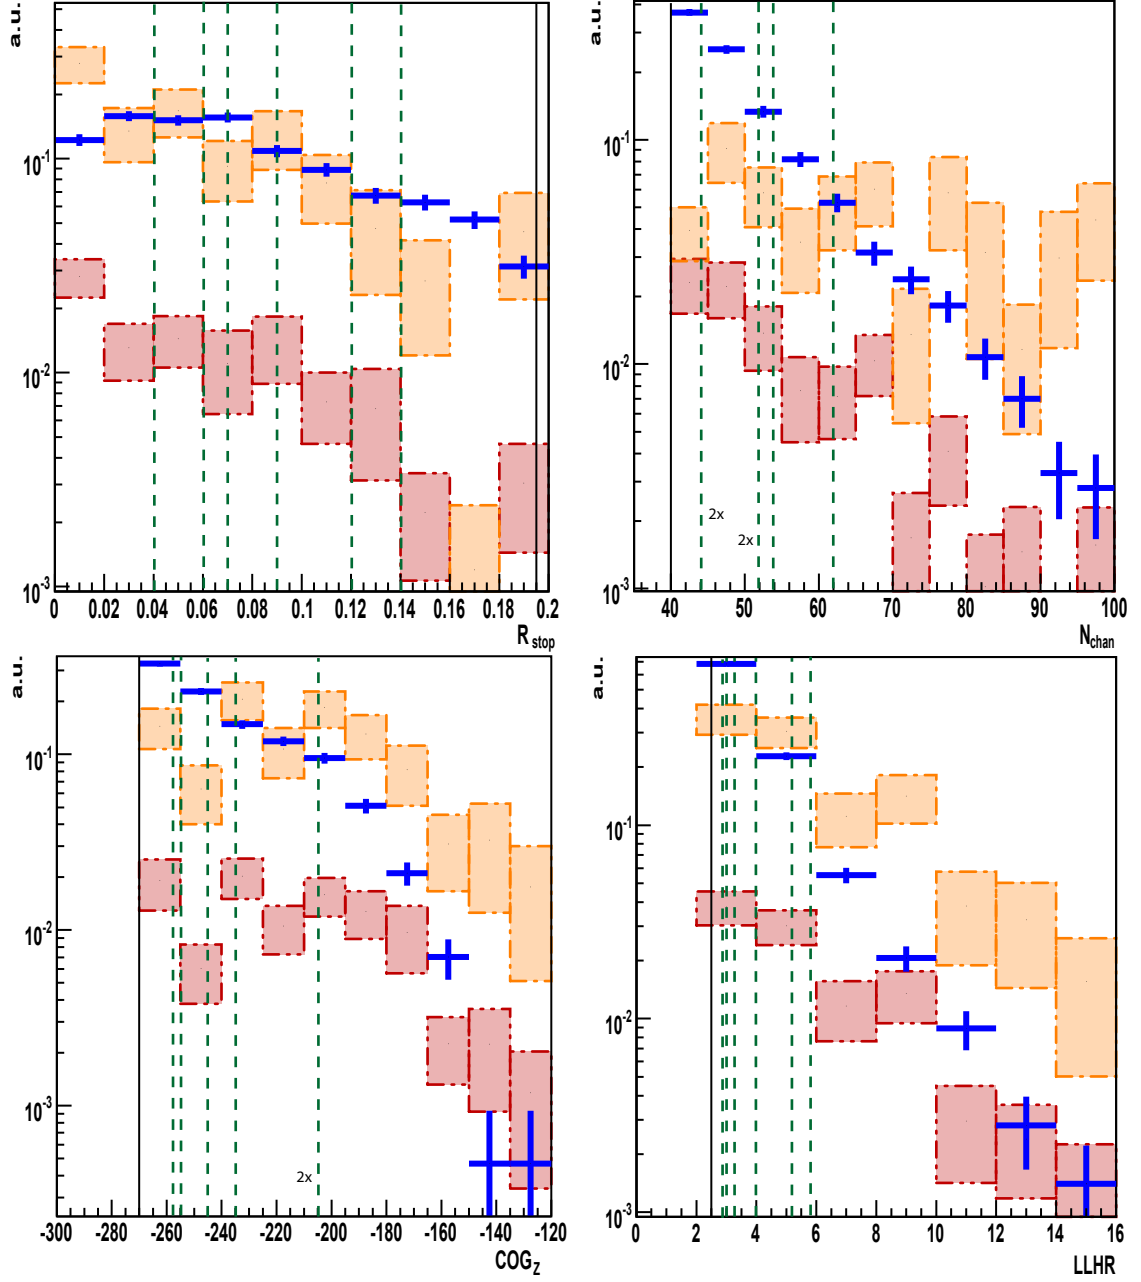 a.u.
10^-1
10^-2
10^-3
0 0.02 0.04 0.06 0.08 0.1 0.12 0.14 0.16 0.18 0.2
R stop
a.u.
10^-1
10^-2
10^-3
2x
2x
40 50 60 70 80 90 100
N chan
a.u.
10^-1
10^-2
10^-3
2x
-300 -280 -260 -240 -220 -200 -180 -160 -140 -120
COG Z
a.u.
10^-1
10^-2
10^-3
0 2 4 6 8 10 12 14 16
LLHR